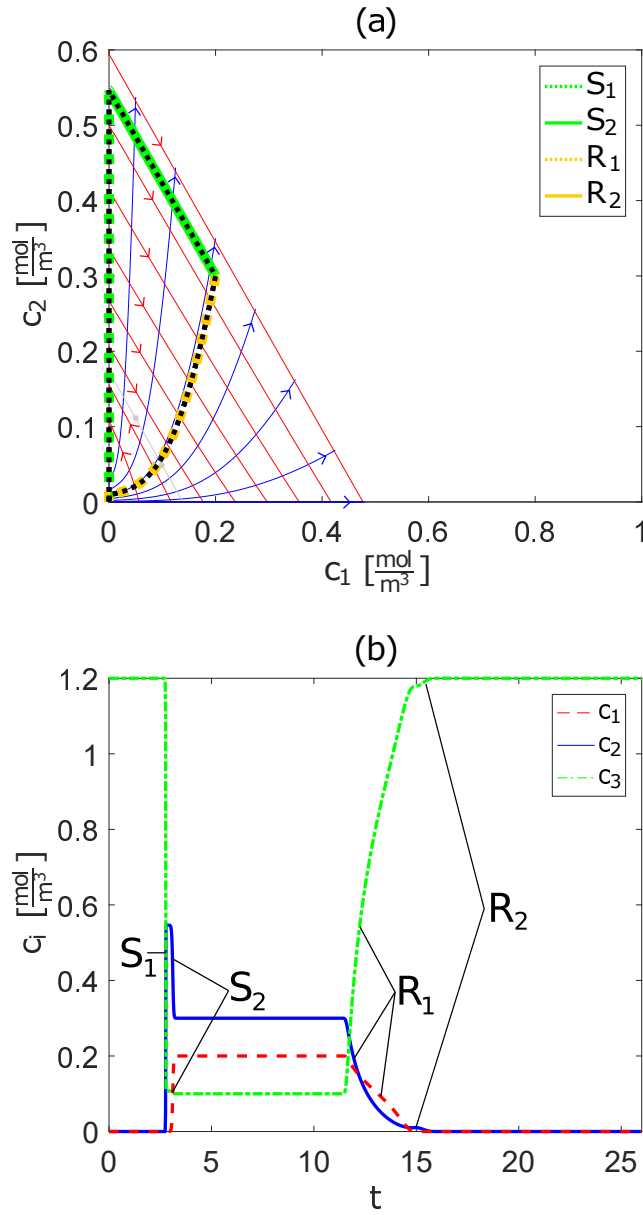 (a)
0.6
0.5
0.4
0.3
0.2
0.1
0
c₂ [mol/m³]
S₁
S₂
R₁
R₂
0 0.2 0.4 0.6 0.8 1
c₁ [mol/m³]
(b)
1.2
1
0.8
0.6
0.4
0.2
0
cᵢ [mol/m³]
c₁
c₂
c₃
S₁
S₂
R₁
R₂
0 5 10 15 20 25
t